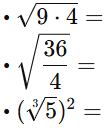 • √(9 · 4) =
• √(36/4) =
• (∛5)² =